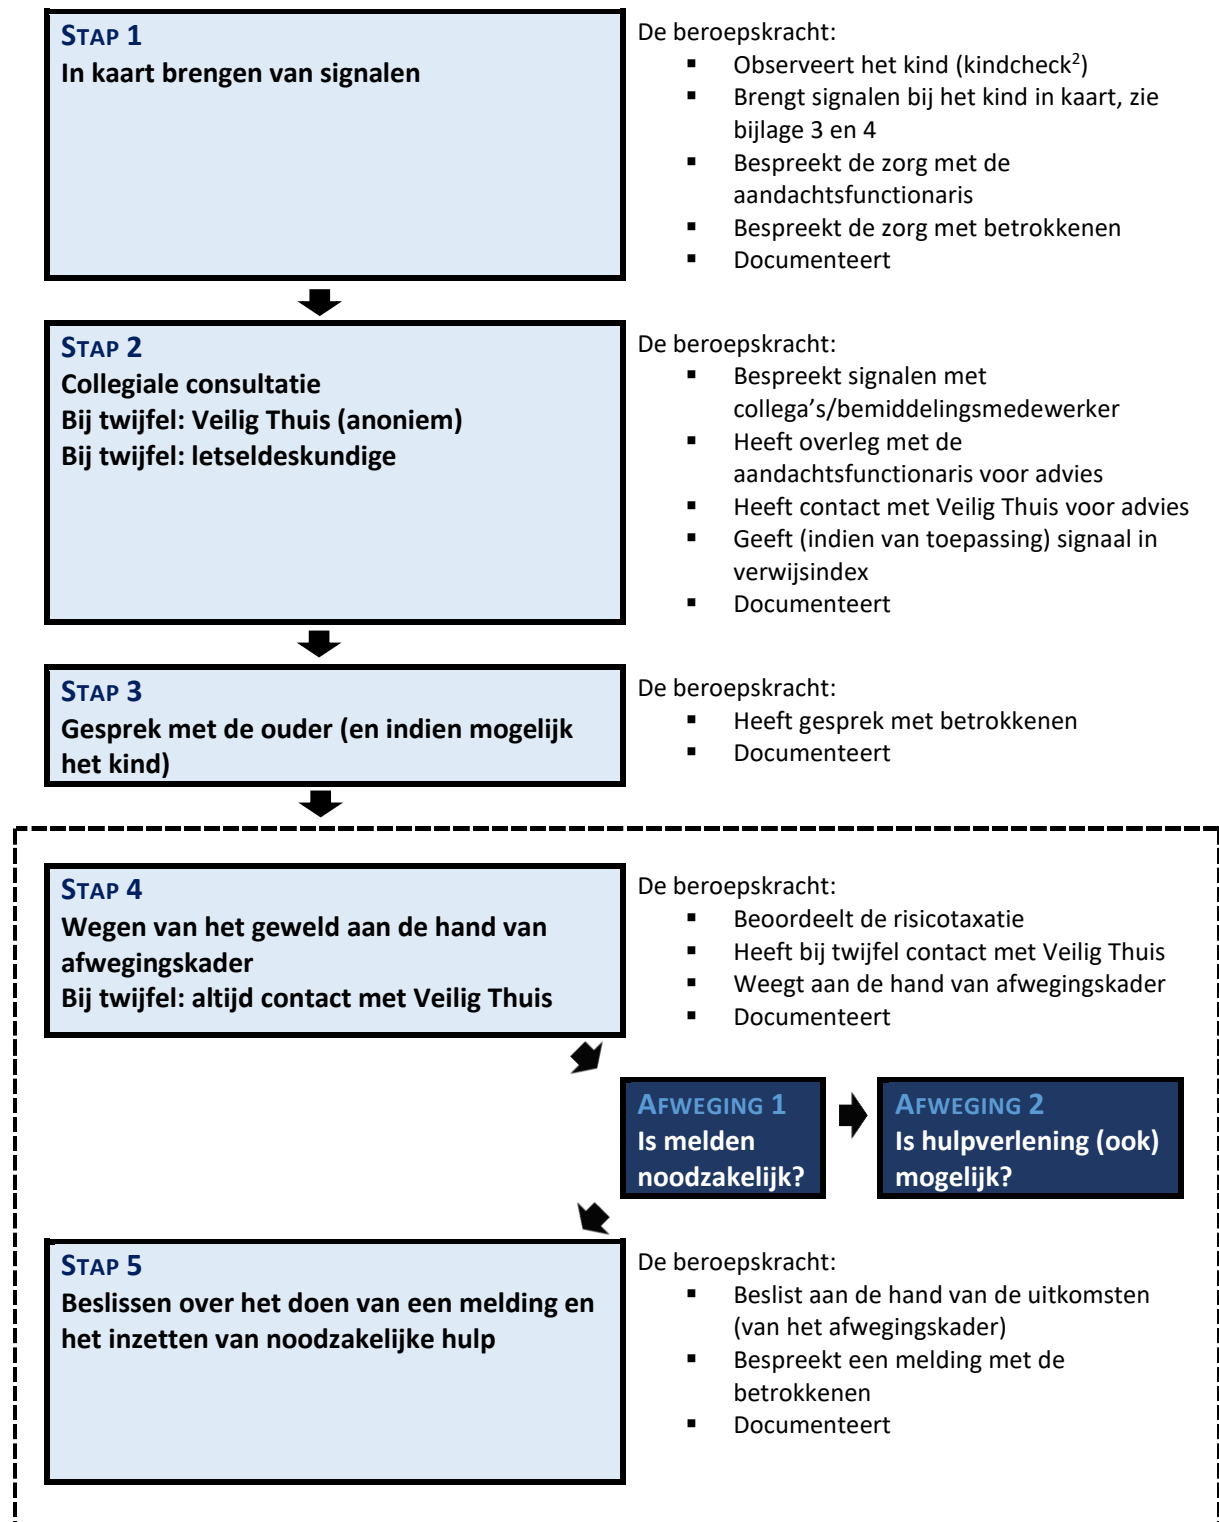 STAP 1
In kaart brengen van signalen
De beroepskracht:
▪ Observeert het kind (kindcheck²)
▪ Brengt signalen bij het kind in kaart, zie
bijlage 3 en 4
▪ Bespreekt de zorg met de
aandachtsfunctionaris
▪ Bespreekt de zorg met betrokkenen
▪ Documenteert
STAP 2
Collegiale consultatie
Bij twijfel: Veilig Thuis (anoniem)
Bij twijfel: letseldeskundige
De beroepskracht:
▪ Bespreekt signalen met
collega’s/bemiddelingsmedewerker
▪ Heeft overleg met de
aandachtsfunctionaris voor advies
▪ Heeft contact met Veilig Thuis voor advies
▪ Geeft (indien van toepassing) signaal in
verwijsindex
▪ Documenteert
STAP 3
Gesprek met de ouder (en indien mogelijk
het kind)
De beroepskracht:
▪ Heeft gesprek met betrokkenen
▪ Documenteert
STAP 4
Wegen van het geweld aan de hand van
afwegingskader
Bij twijfel: altijd contact met Veilig Thuis
De beroepskracht:
▪ Beoordeelt de risicotaxatie
▪ Heeft bij twijfel contact met Veilig Thuis
▪ Weegt aan de hand van afwegingskader
▪ Documenteert
AFWEGING 1
Is melden
noodzakelijk?
AFWEGING 2
Is hulpverlening (ook)
mogelijk?
STAP 5
Beslissen over het doen van een melding en
het inzetten van noodzakelijke hulp
De beroepskracht:
▪ Beslist aan de hand van de uitkomsten
(van het afwegingskader)
▪ Bespreekt een melding met de
betrokkenen
▪ Documenteert